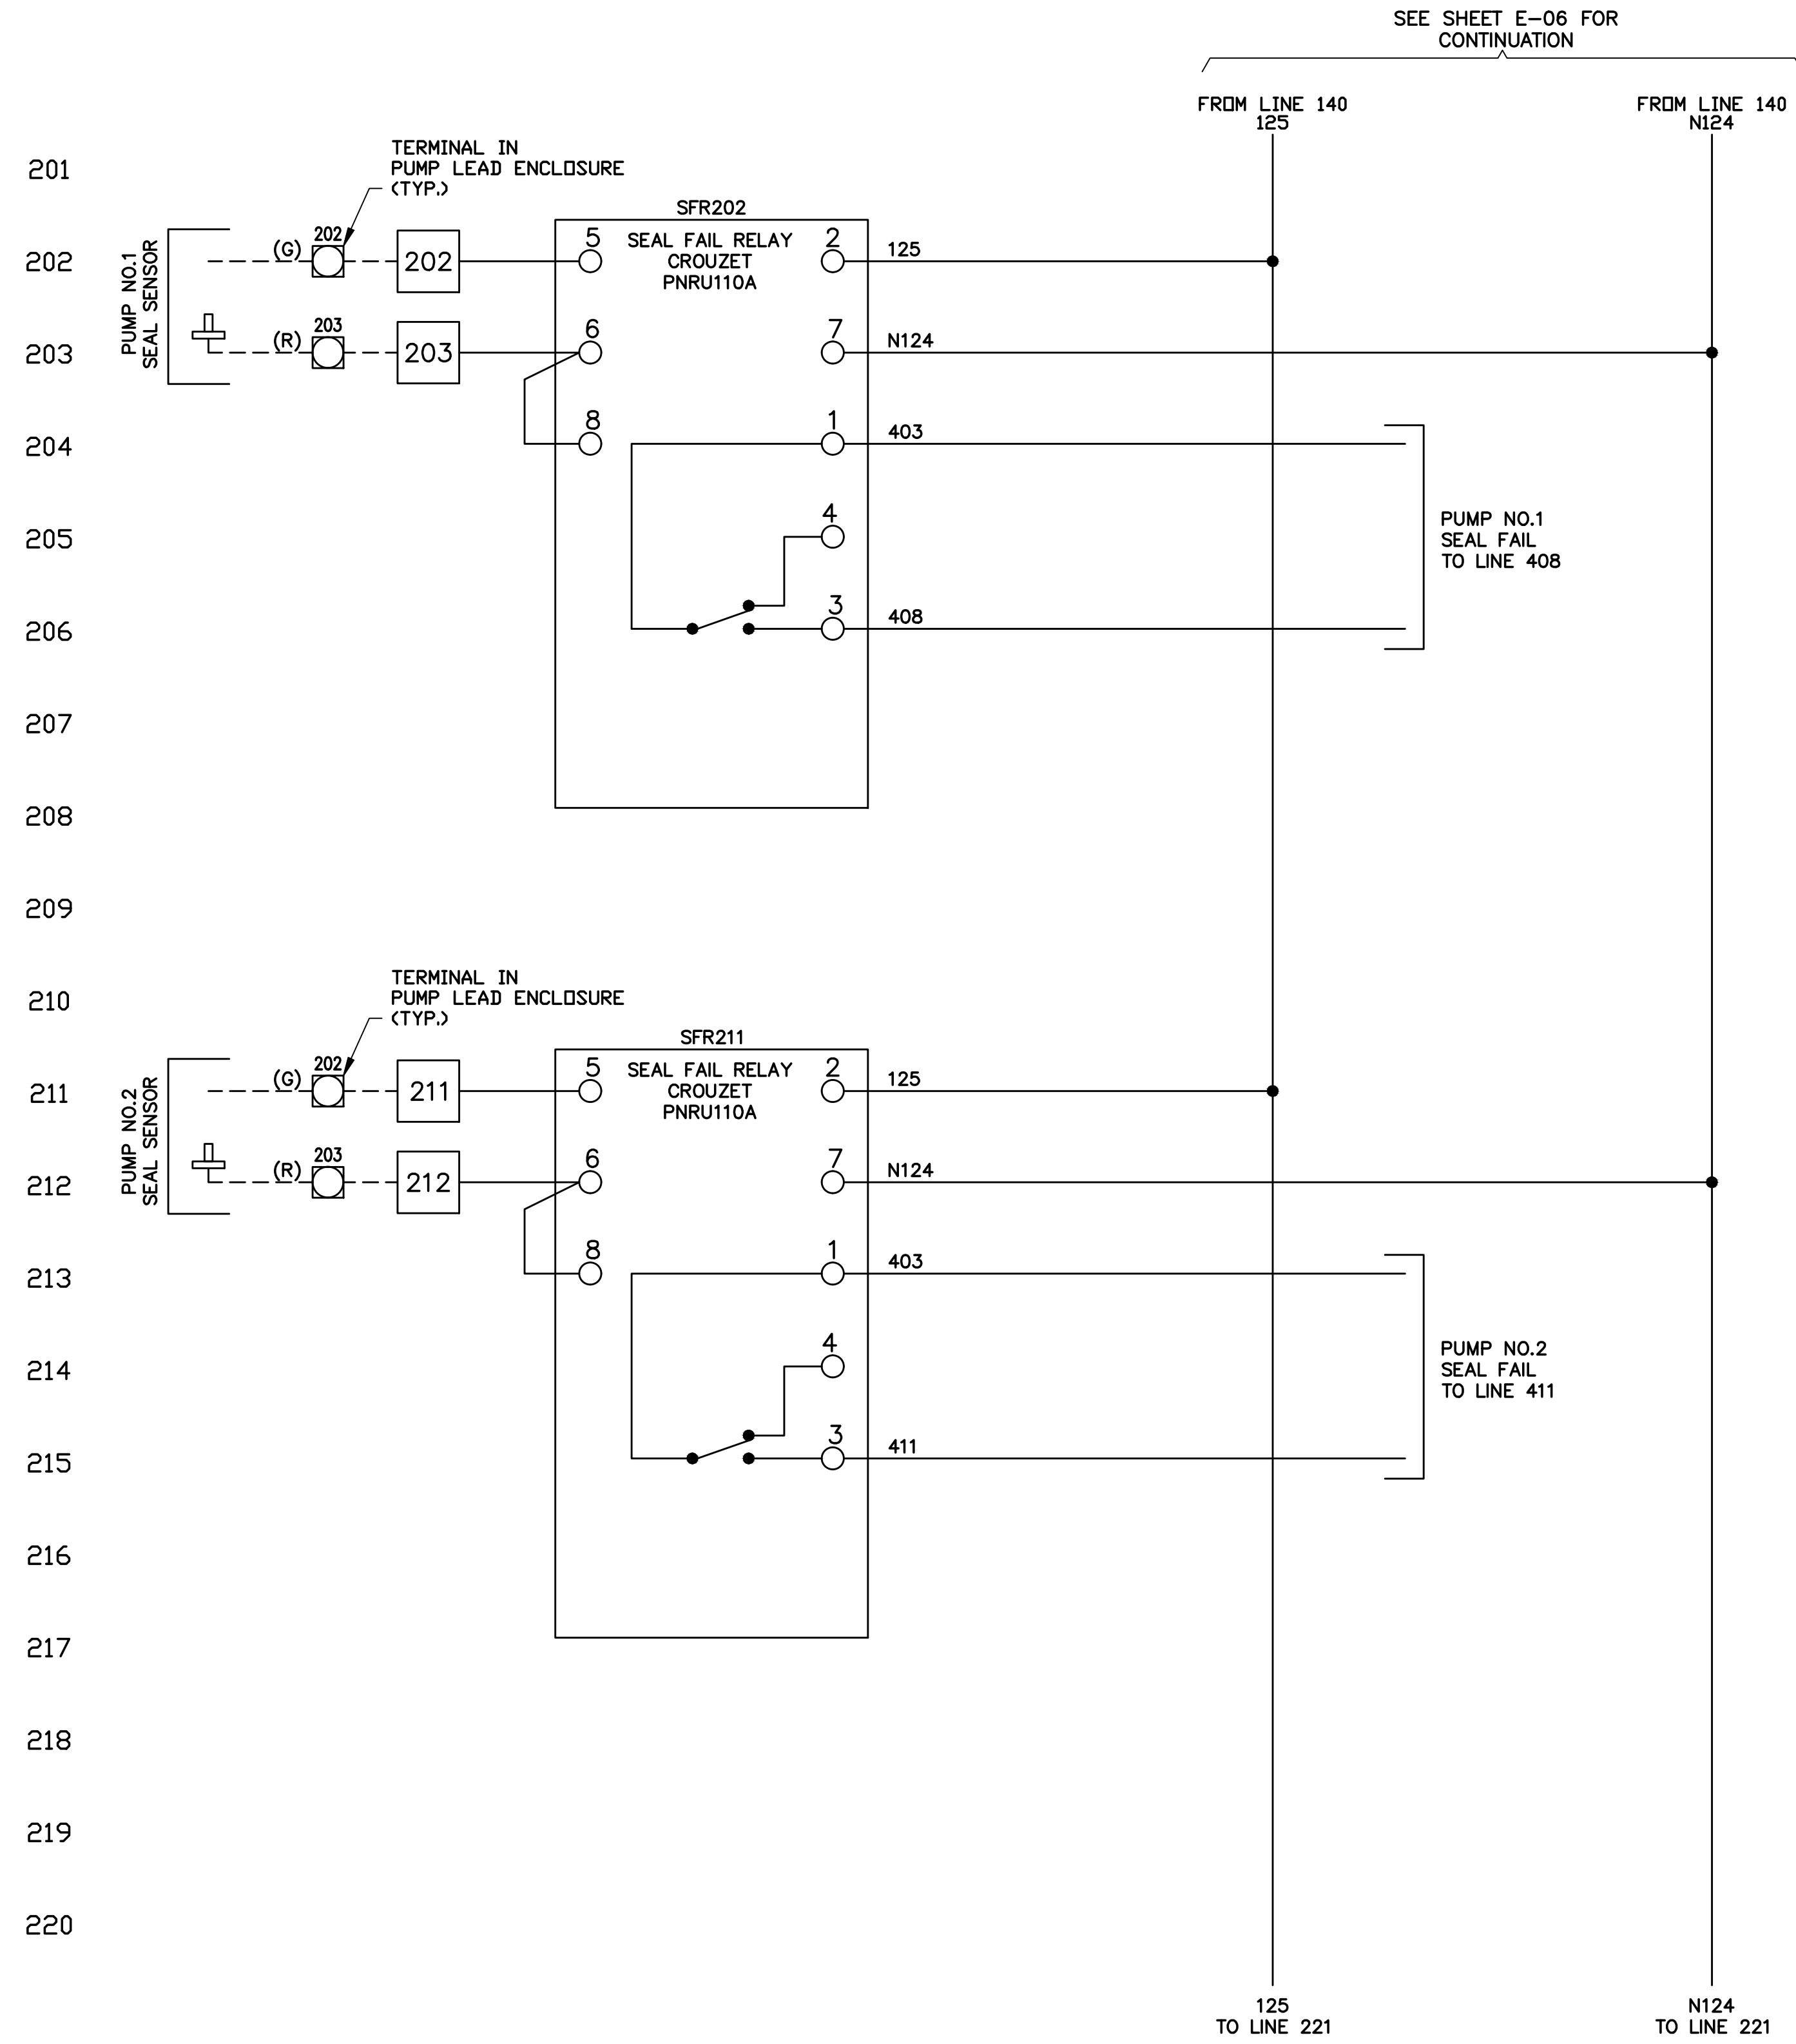 SEE SHEET E-06 FOR
CONTINUATION
FROM LINE 140
125
FROM LINE 140
N124
201
TERMINAL IN
PUMP LEAD ENCLOSURE
(TYP.)
202
PUMP NO.1
SEAL SENSOR
(G)
202
202
SFR202
5
SEAL FAIL RELAY
CROUZET
PNRU110A
2
125
203
(R)
203
203
6
7
N124
204
8
1
403
205
4
PUMP NO.1
SEAL FAIL
TO LINE 408
206
3
408
207
208
209
210
TERMINAL IN
PUMP LEAD ENCLOSURE
(TYP.)
211
PUMP NO.2
SEAL SENSOR
(G)
202
211
SFR211
5
SEAL FAIL RELAY
CROUZET
PNRU110A
2
125
212
(R)
203
212
6
7
N124
213
8
1
403
214
4
PUMP NO.2
SEAL FAIL
TO LINE 411
215
3
411
216
217
218
219
220
125
TO LINE 221
N124
TO LINE 221